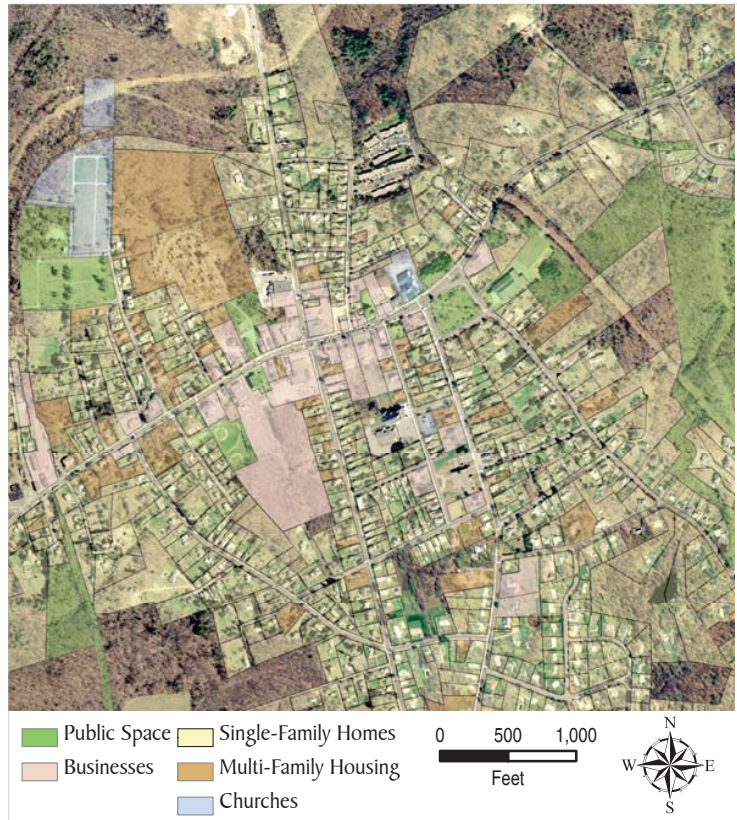 Public Space
Single-Family Homes
Businesses
Multi-Family Housing
Churches
0 500 1,000
Feet
N
W E
S